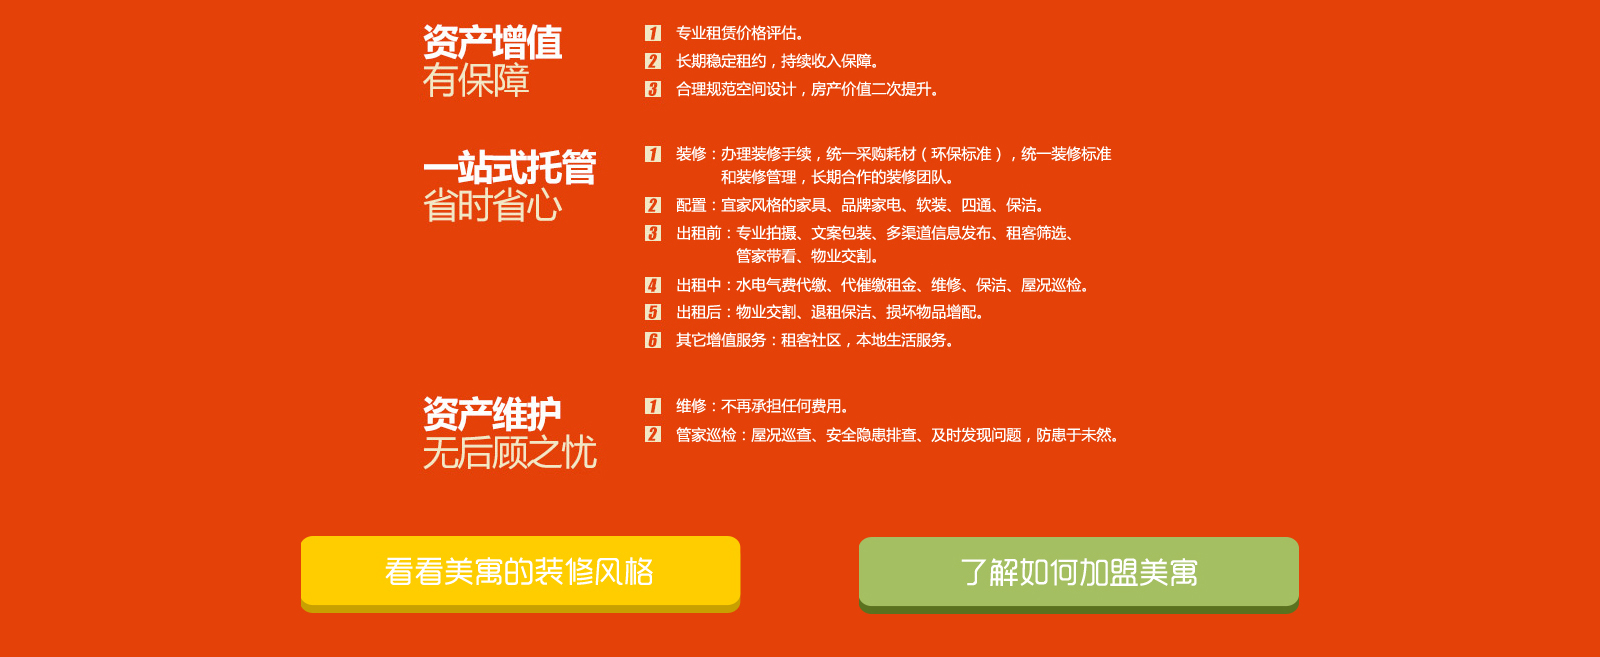 资产增值
有保障
1 专业租赁价格评估。
2 长期稳定租约，持续收入保障。
3 合理规范空间设计，房产价值二次提升。
一站式托管
省时省心
1 装修：办理装修手续，统一采购耗材（环保标准），统一装修标准
和装修管理，长期合作的装修团队。
2 配置：宜家风格的家具、品牌家电、软装、四通、保洁。
3 出租前：专业拍摄、文案包装、多渠道信息发布、租客筛选、
管家带看、物业交割。
4 出租中：水电气费代缴、代催缴租金、维修、保洁、屋况巡检。
5 出租后：物业交割、退租保洁、损坏物品增配。
6 其它增值服务：租客社区，本地生活服务。
资产维护
无后顾之忧
1 维修：不再承担任何费用。
2 管家巡检：屋况巡查、安全隐患排查、及时发现问题，防患于未然。
看看美寓的装修风格
了解如何加盟美寓